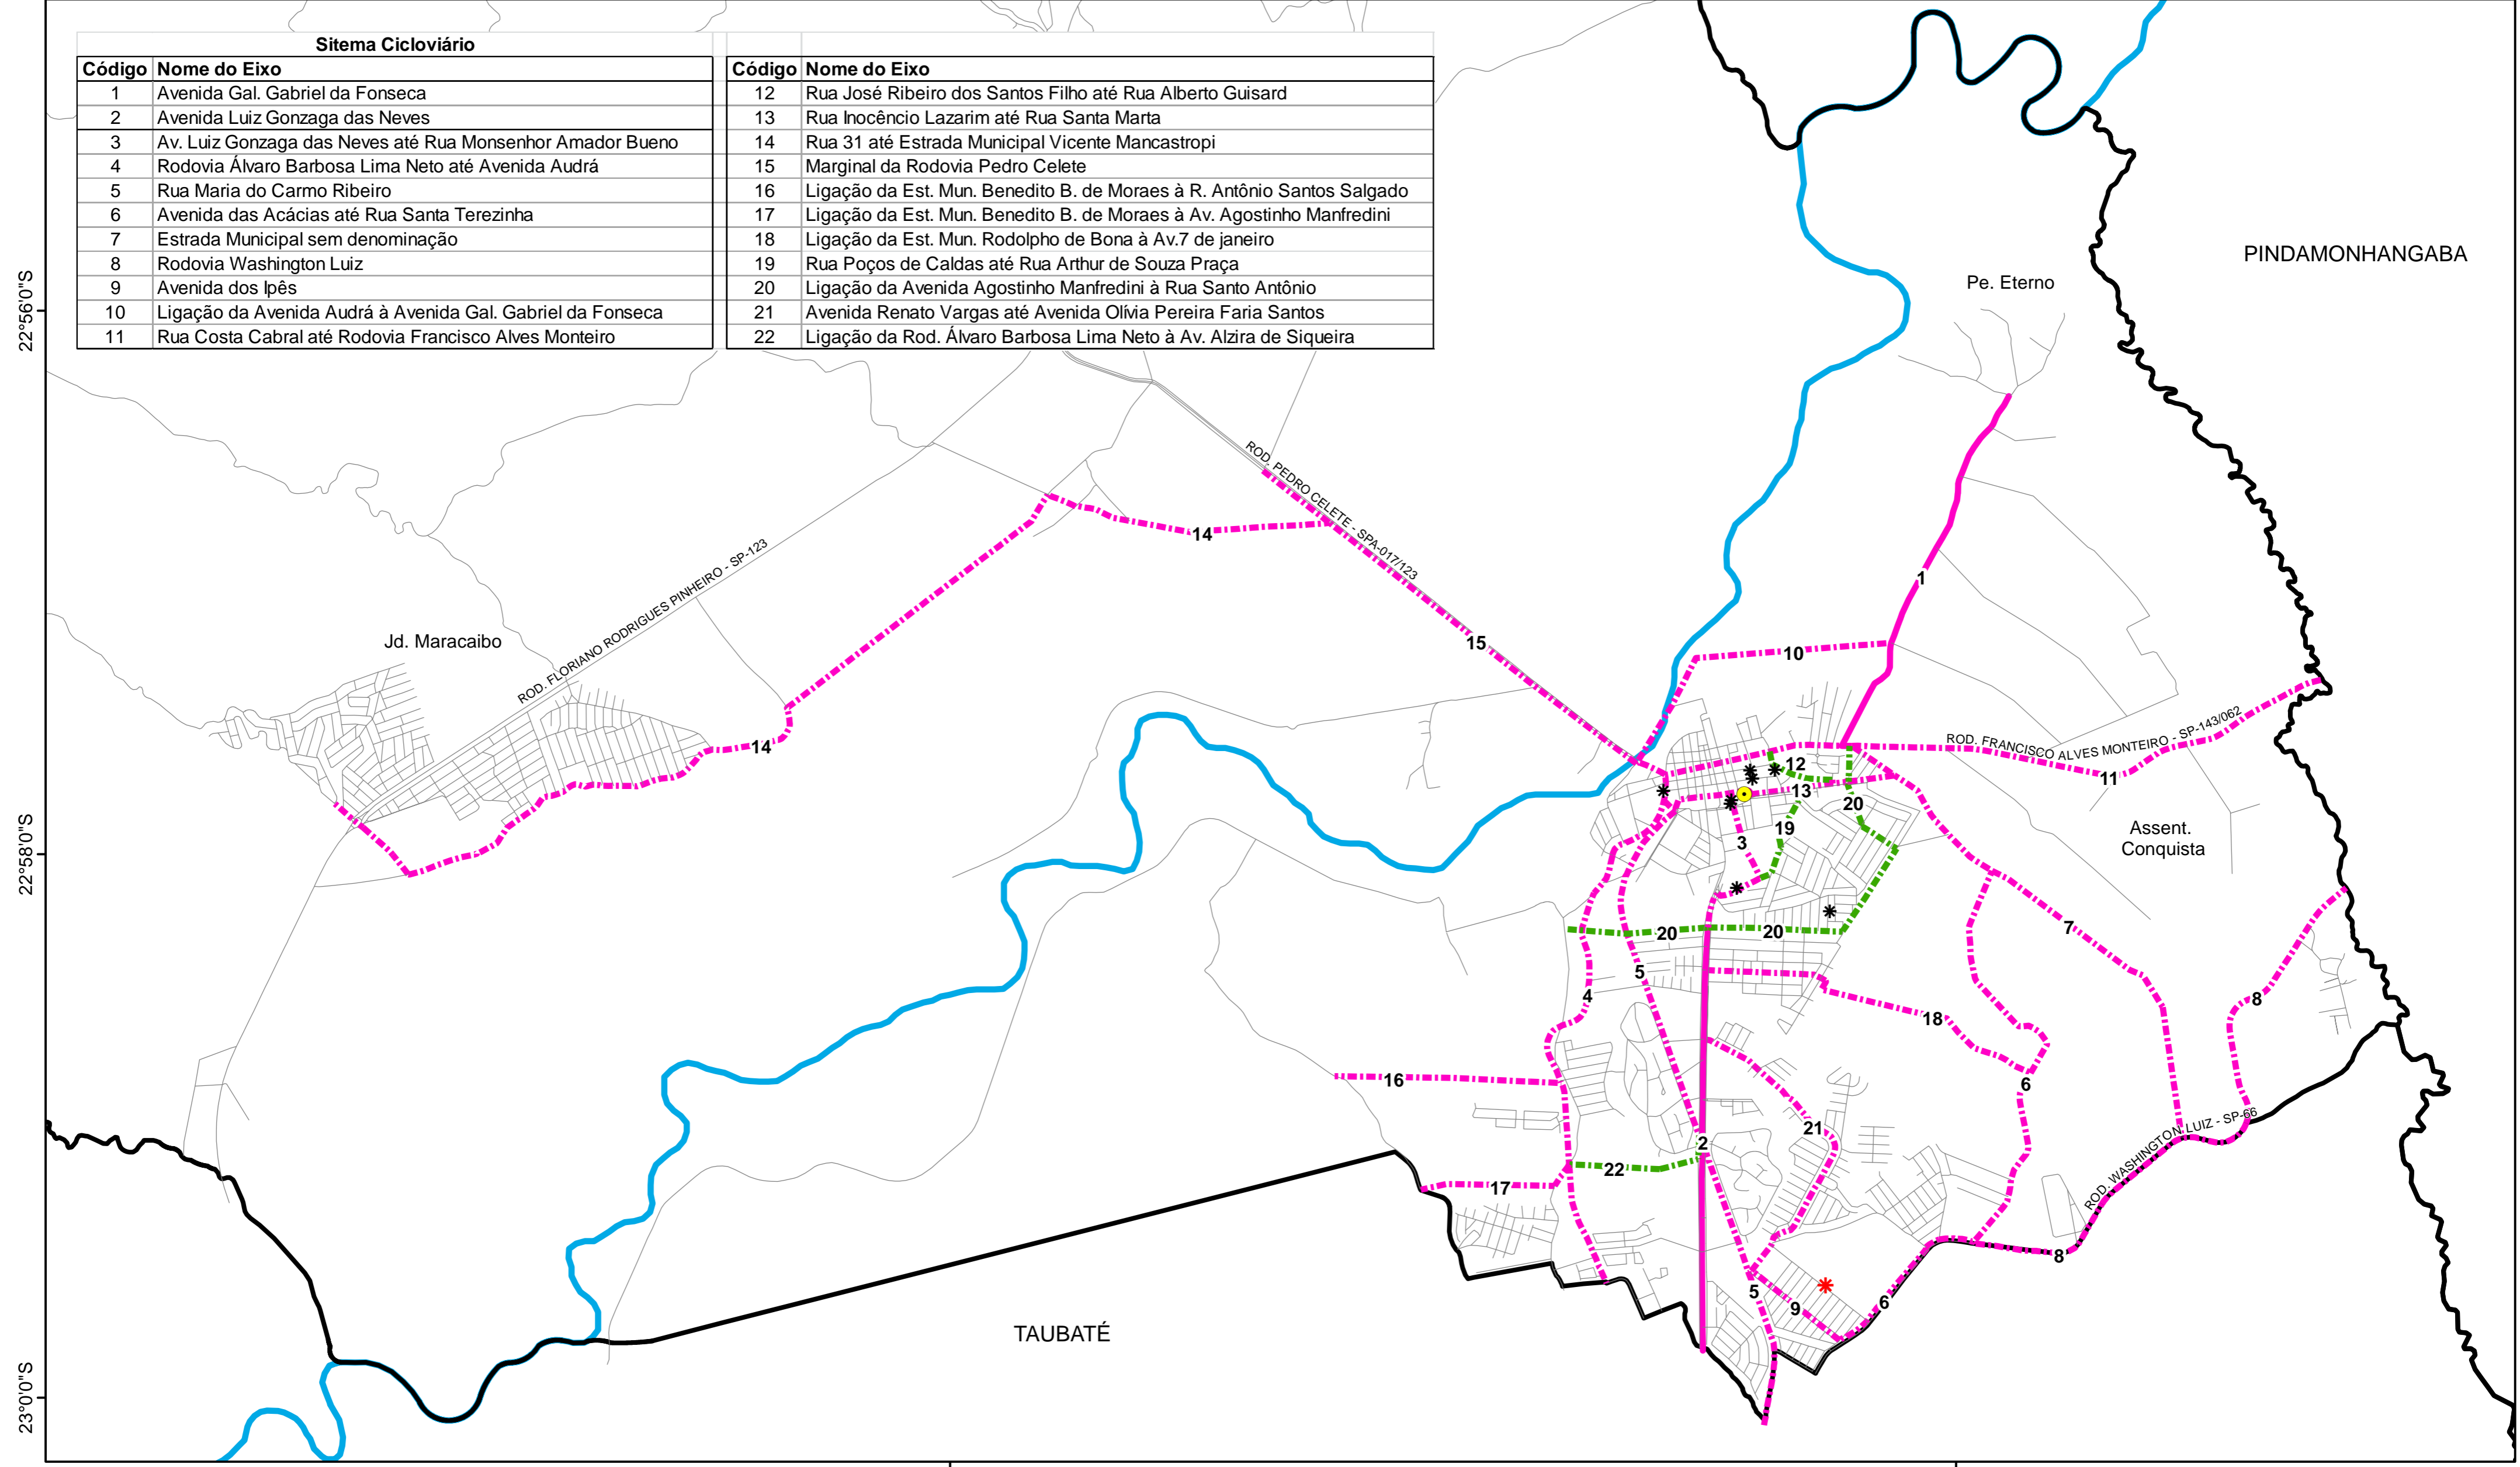 Sitema Cicloviário
Código Nome do Eixo
1 Avenida Gal. Gabriel da Fonseca
2 Avenida Luiz Gonzaga das Neves
3 Av. Luiz Gonzaga das Neves até Rua Monsenhor Amador Bueno
4 Rodovia Álvaro Barbosa Lima Neto até Avenida Audrá
5 Rua Maria do Carmo Ribeiro
6 Avenida das Acácias até Rua Santa Terezinha
7 Estrada Municipal sem denominação
8 Rodovia Washington Luiz
9 Avenida dos Ipês
10 Ligação da Avenida Audrá à Avenida Gal. Gabriel da Fonseca
11 Rua Costa Cabral até Rodovia Francisco Alves Monteiro
Código Nome do Eixo
12 Rua José Ribeiro dos Santos Filho até Rua Alberto Guisard
13 Rua Inocêncio Lazarim até Rua Santa Marta
14 Rua 31 até Estrada Municipal Vicente Mancastropi
15 Marginal da Rodovia Pedro Celete
16 Ligação da Est. Mun. Benedito B. de Moraes à R. Antônio Santos Salgado
17 Ligação da Est. Mun. Benedito B. de Moraes à Av. Agostinho Manfredini
18 Ligação da Est. Mun. Rodolpho de Bona à Av.7 de janeiro
19 Rua Poços de Caldas até Rua Arthur de Souza Praça
20 Ligação da Avenida Agostinho Manfredini à Rua Santo Antônio
21 Avenida Renato Vargas até Avenida Olívia Pereira Faria Santos
22 Ligação da Rod. Álvaro Barbosa Lima Neto à Av. Alzira de Siqueira
PINDAMONHANGABA
Pe. Eterno
22°56'0"S
ROD. PEDRO CELETE - SPA-017/123
14
ROD. FLORIANO RODRIGUES PINHEIRO - SP-123
1
Jd. Maracaibo
15
10
14
ROD. FRANCISCO ALVES MONTEIRO - SP-143/062
11
12
13
20
19
3
Assent.
Conquista
22°58'0"S
20
20
7
5
4
8
18
16
6
21
2
ROD. WASHINGTON LUIZ - SP-66
22
17
8
5
9
6
TAUBATÉ
23°0'0"S